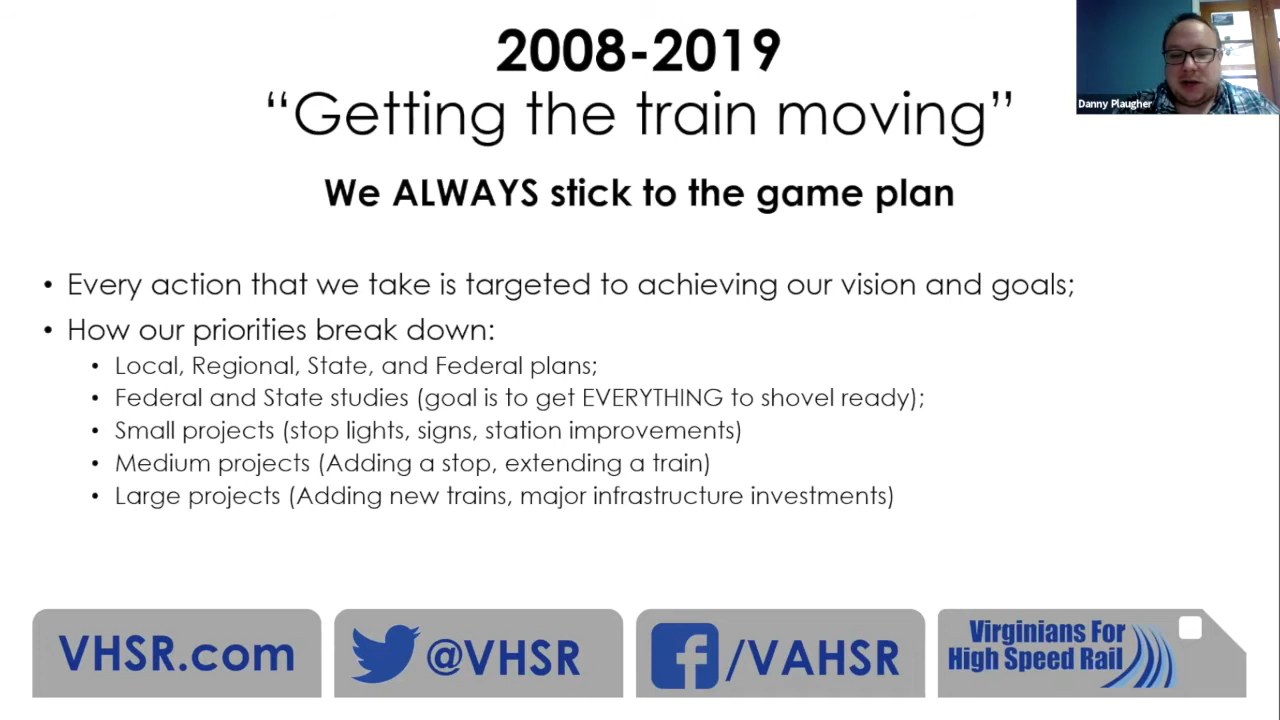 2008-2019
“Getting the train moving”
Danny Plaugher
We ALWAYS stick to the game plan
• Every action that we take is targeted to achieving our vision and goals;
• How our priorities break down:
• Local, Regional, State, and Federal plans;
• Federal and State studies (goal is to get EVERYTHING to shovel ready);
• Small projects (stop lights, signs, station improvements)
• Medium projects (Adding a stop, extending a train)
• Large projects (Adding new trains, major infrastructure investments)
VHSR.com
@VHSR
/VAHSR
Virginians For
High Speed Rail